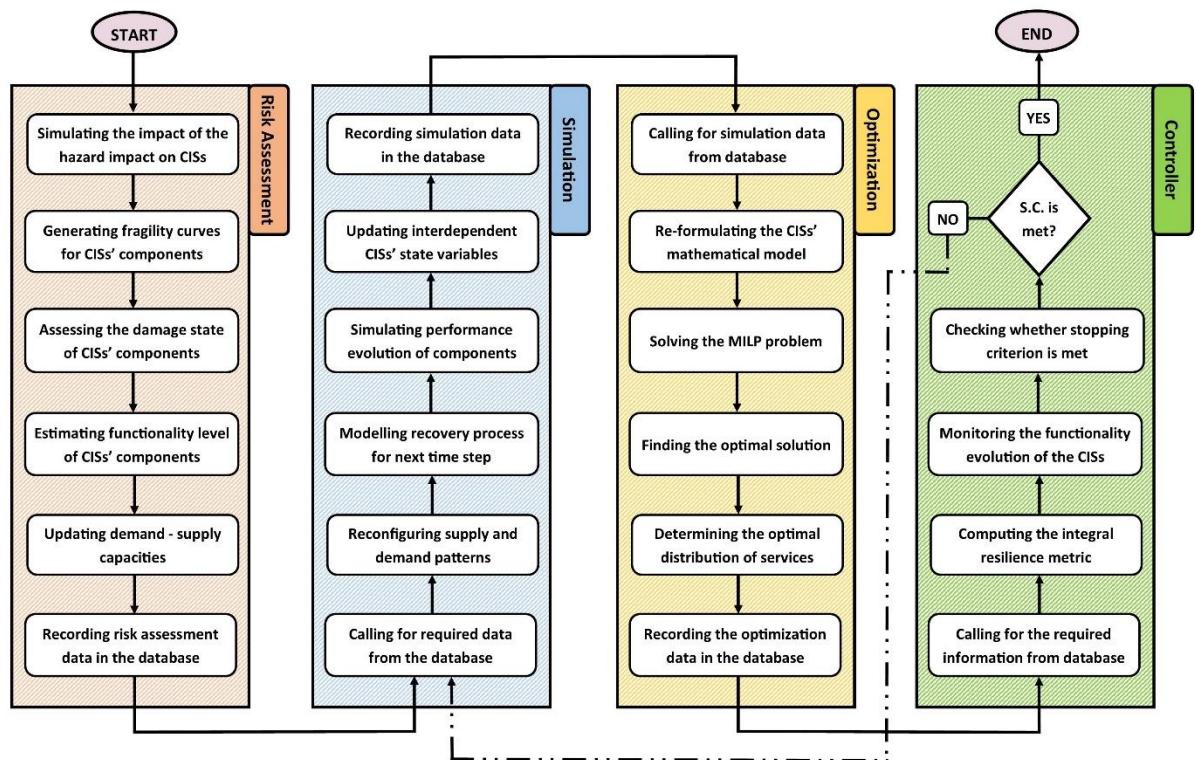 START
Risk Assessment
Simulating the impact of the
hazard impact on CISs
Generating fragility curves
for CISs’ components
Assessing the damage state
of CISs’ components
Estimating functionality level
of CISs’ components
Updating demand - supply
capacities
Recording risk assessment
data in the database
Simulation
Recording simulation data
in the database
Updating interdependent
CISs’ state variables
Simulating performance
evolution of components
Modelling recovery process
for next time step
Reconfiguring supply and
demand patterns
Calling for required data
from the database
Optimization
Calling for simulation data
from database
Re-formulating the CISs’
mathematical model
Solving the MILP problem
Finding the optimal solution
Determining the optimal
distribution of services
Recording the optimization
data in the database
END
Controller
YES
NO
S.C. is
met?
Checking whether stopping
criterion is met
Monitoring the functionality
evolution of the CISs
Computing the integral
resilience metric
Calling for the required
information from database